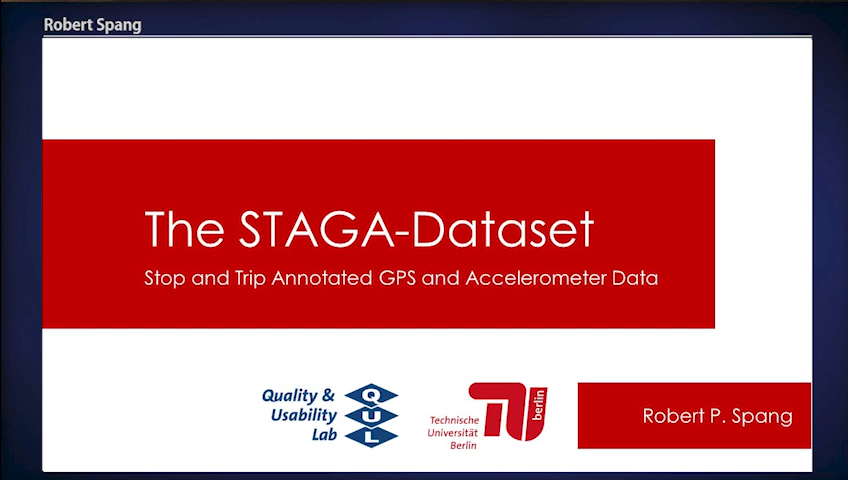 Robert Spang
The STAGA-Dataset
Stop and Trip Annotated GPS and Accelerometer Data
Quality &
Usability
Lab
Q
U
L
Technische
Universität
Berlin
berlin
Robert P. Spang